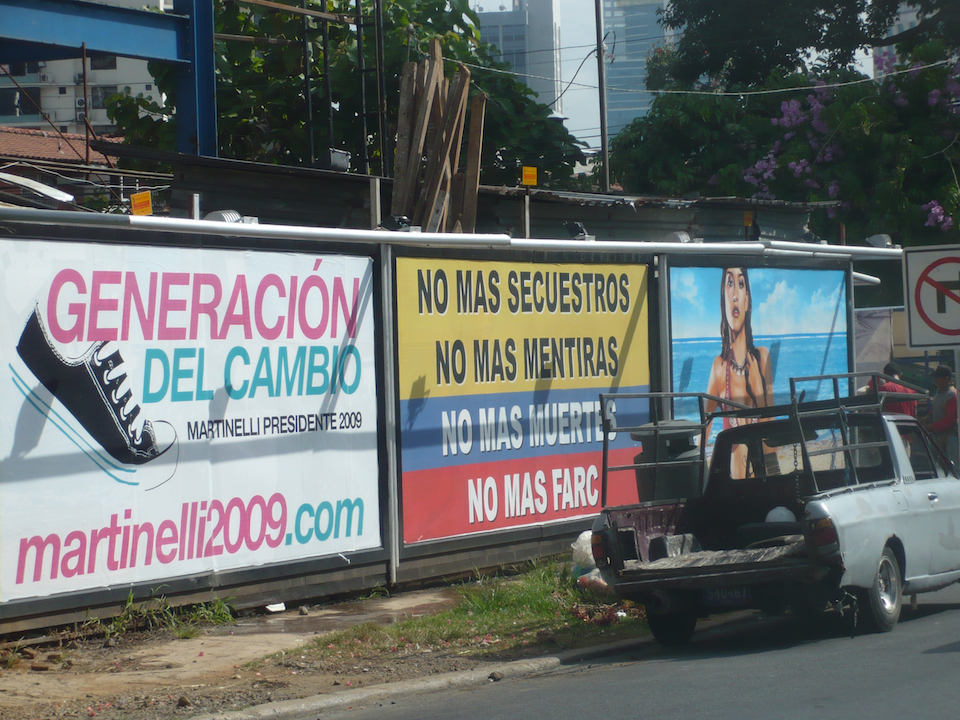 GENERACIÓN
DEL CAMBIO
MARTINELLI PRESIDENTE 2009
martinelli2009.com
NO MAS SECUESTROS
NO MAS MENTIRAS
NO MAS MUERTES
NO MAS FARC